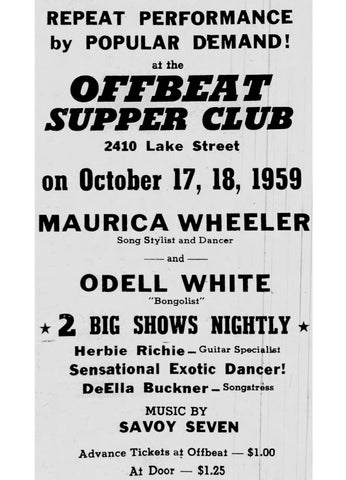 REPEAT PERFORMANCE
by POPULAR DEMAND!
at the
OFFBEAT
SUPPER CLUB
2410 Lake Street
on October 17, 18, 1959
MAURICA WHEELER
Song Stylist and Dancer
— and —
ODELL WHITE
"Bongolist"
★ 2 BIG SHOWS NIGHTLY ★
Herbie Richie — Guitar Specialist
Sensational Exotic Dancer!
DeElla Buckner — Songstress
MUSIC BY
SAVOY SEVEN
Advance Tickets at Offbeat — $1.00
At Door — $1.25